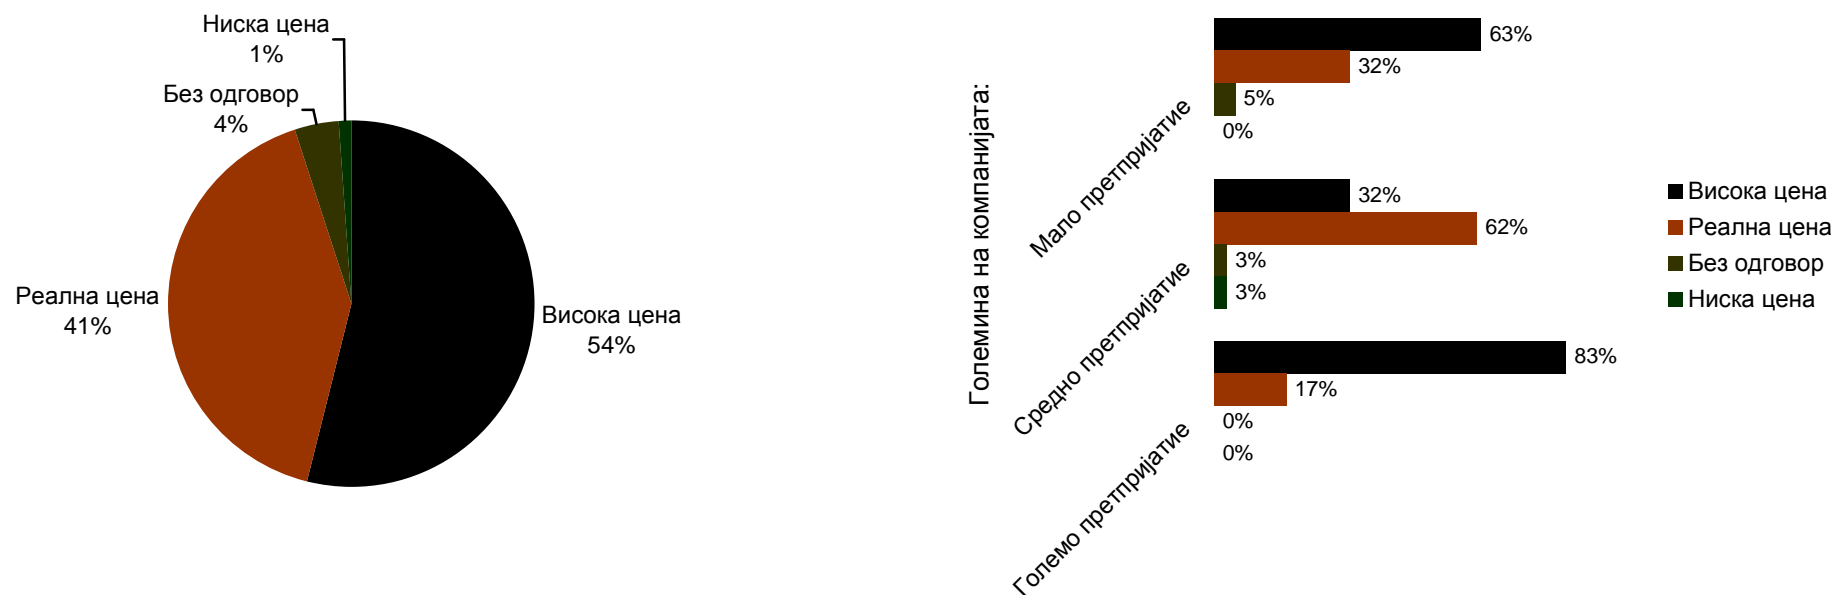 Ниска цена
1%
Без одговор
4%
Реална цена
41%
Висока цена
54%
Големина на компанијата:
Мало претпријатие
63%
32%
5%
0%
Средно претпријатие
32%
62%
3%
3%
Големо претпријатие
83%
17%
0%
0%
Висока цена
Реална цена
Без одговор
Ниска цена